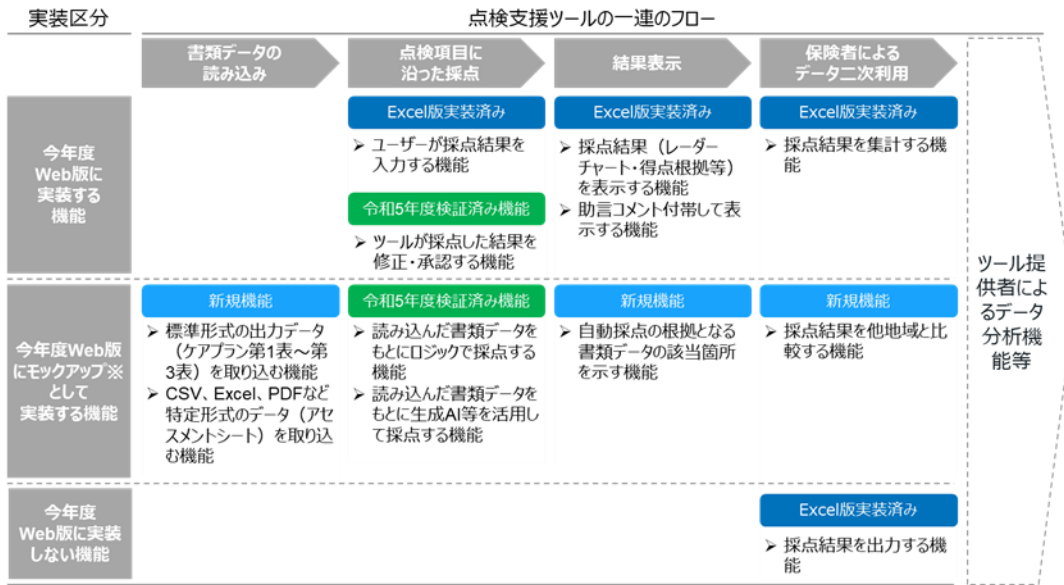 実装区分
点検支援ツールの一連のフロー
書類データの
読み込み
点検項目に
沿った採点
結果表示
保険者による
データ二次利用
今年度
Web版に
実装する
機能
Excel版実装済み
➢ ユーザーが採点結果を
入力する機能
令和5年度検証済み機能
➢ ツールが採点した結果を
修正・承認する機能
Excel版実装済み
➢ 採点結果（レーダー
チャート・得点根拠等）
を表示する機能
➢ 助言コメント付帯して表
示する機能
Excel版実装済み
➢ 採点結果を集計する機
能
今年度Web版
にモックアップ※
として
実装する機能
新規機能
➢ 標準形式の出力データ
（ケアプラン第1表～第
3表）を取り込む機能
➢ CSV、Excel、PDFなど
特定形式のデータ（アセ
スメントシート）を取り込
む機能
令和5年度検証済み機能
➢ 読み込んだ書類データを
もとにロジックで採点する
機能
➢ 読み込んだ書類データを
もとに生成AI等を活用し
て採点する機能
新規機能
➢ 自動採点の根拠となる
書類データの該当箇所
を示す機能
新規機能
➢ 採点結果を他地域と比
較する機能
今年度
Web版に実装
しない機能
Excel版実装済み
➢ 採点結果を出力する機
能
ツール提
供者によ
るデータ
分析機
能等